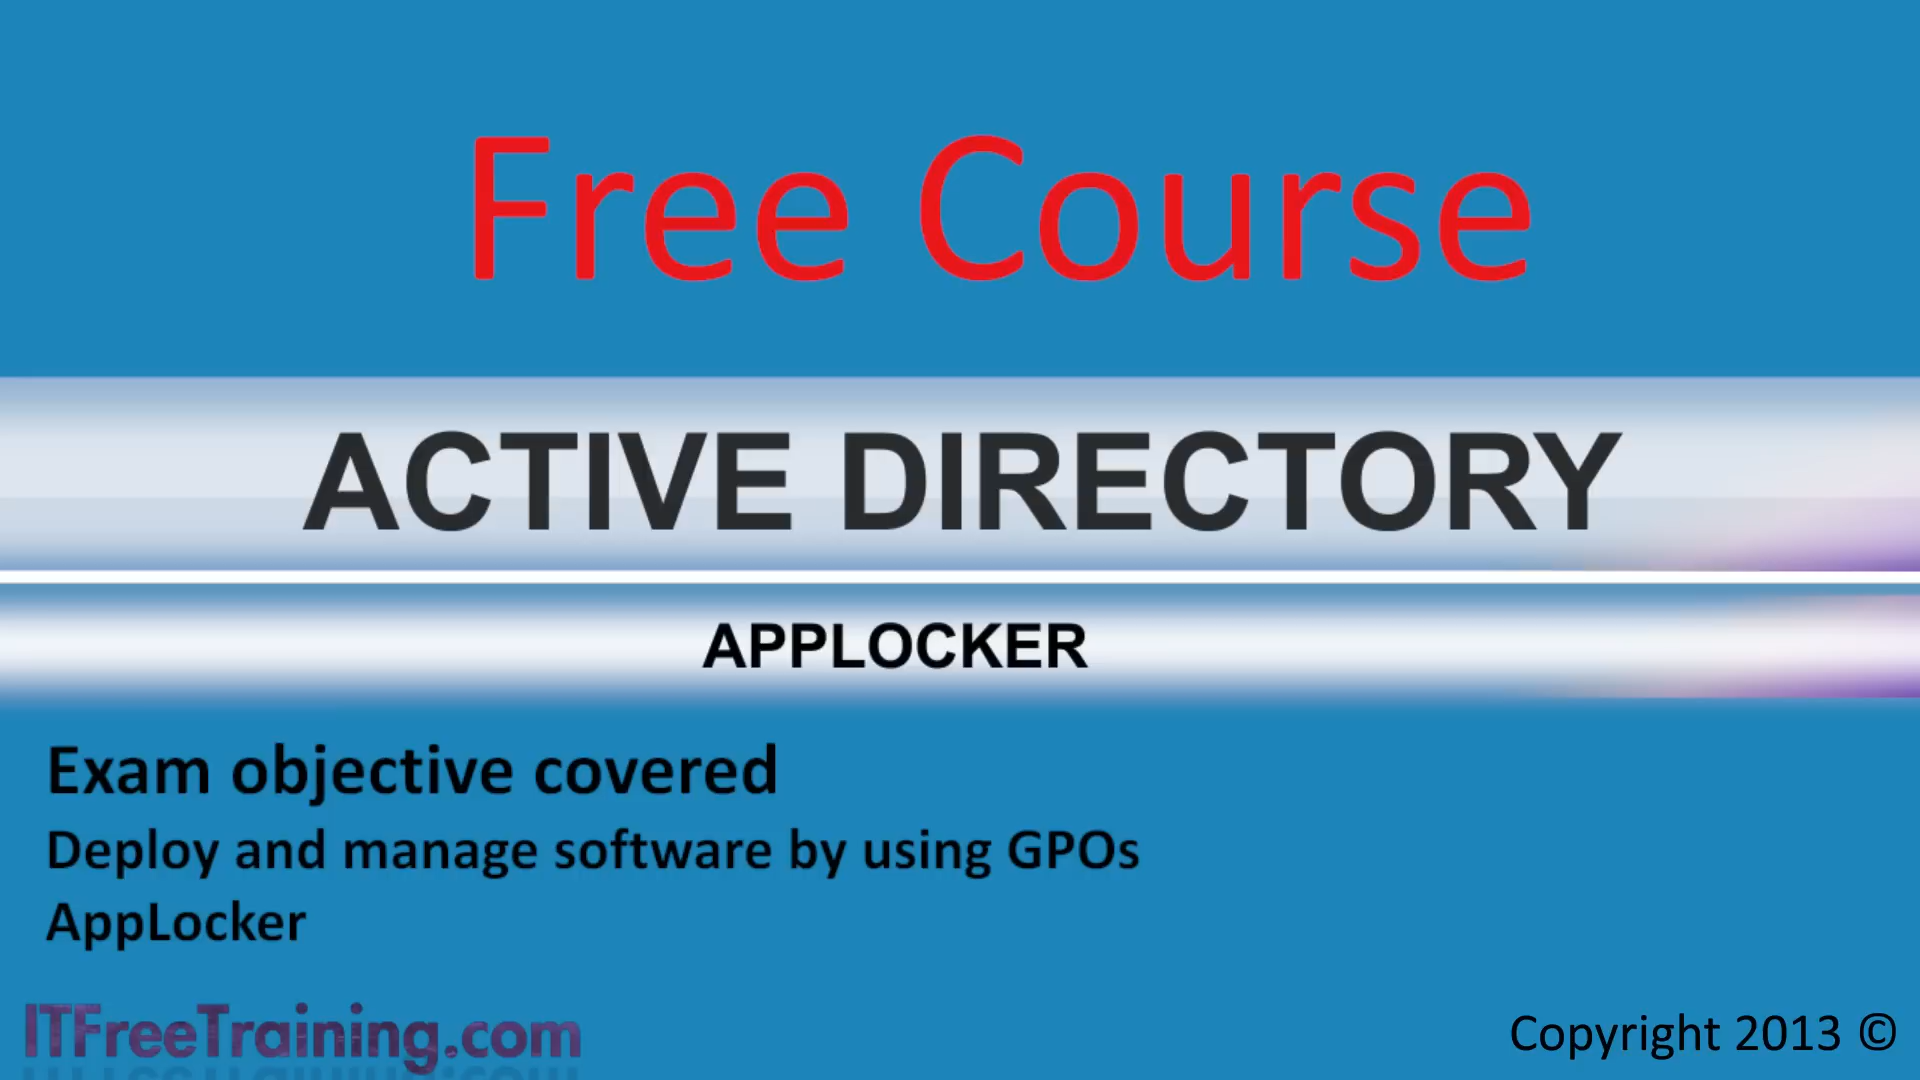 Free Course
ACTIVE DIRECTORY
APPLOCKER
Exam objective covered
Deploy and manage software by using GPOs
AppLocker
ITFreeTraining.com
Copyright 2013 ©